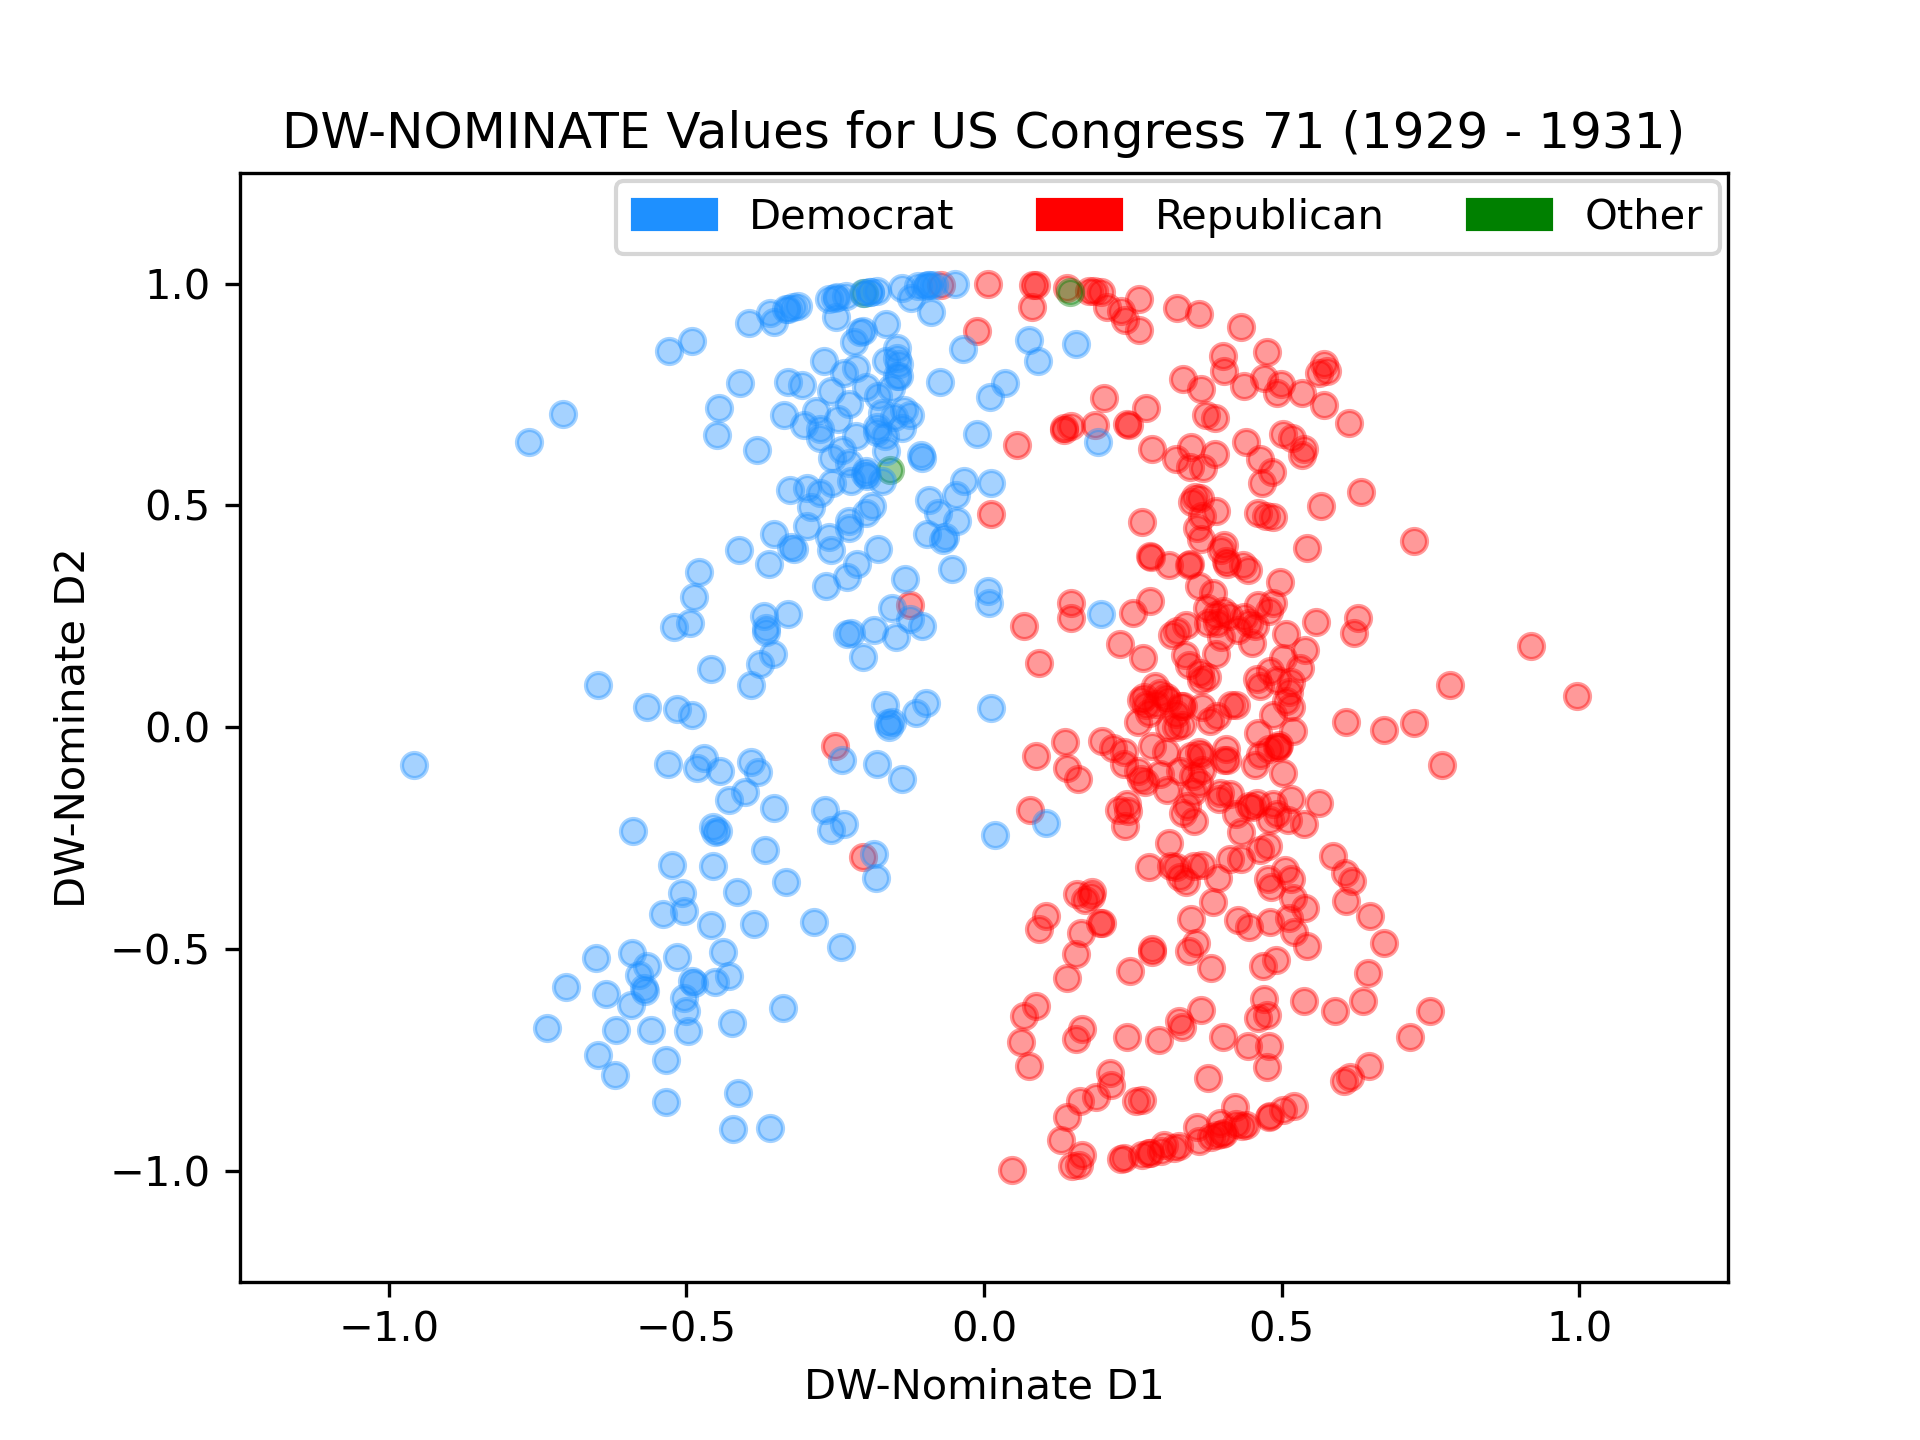 DW-NOMINATE Values for US Congress 71 (1929 - 1931)
Democrat Republican Other
1.0
0.5
0.0
−0.5
−1.0
DW-Nominate D2
−1.0 −0.5 0.0 0.5 1.0
DW-Nominate D1